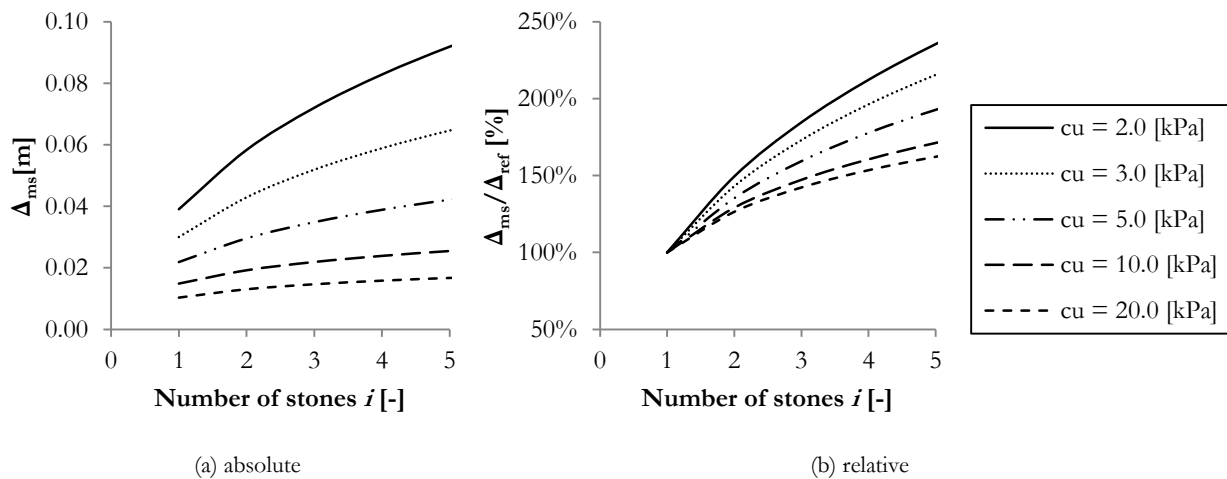 0.10
0.08
0.06
0.04
0.02
0.00
Δms[m]
0 1 2 3 4 5
Number of stones i [-]
(a) absolute
250%
200%
150%
100%
50%
Δms/Δref [%]
0 1 2 3 4 5
Number of stones i [-]
(b) relative
cu = 2.0 [kPa]
cu = 3.0 [kPa]
cu = 5.0 [kPa]
cu = 10.0 [kPa]
cu = 20.0 [kPa]